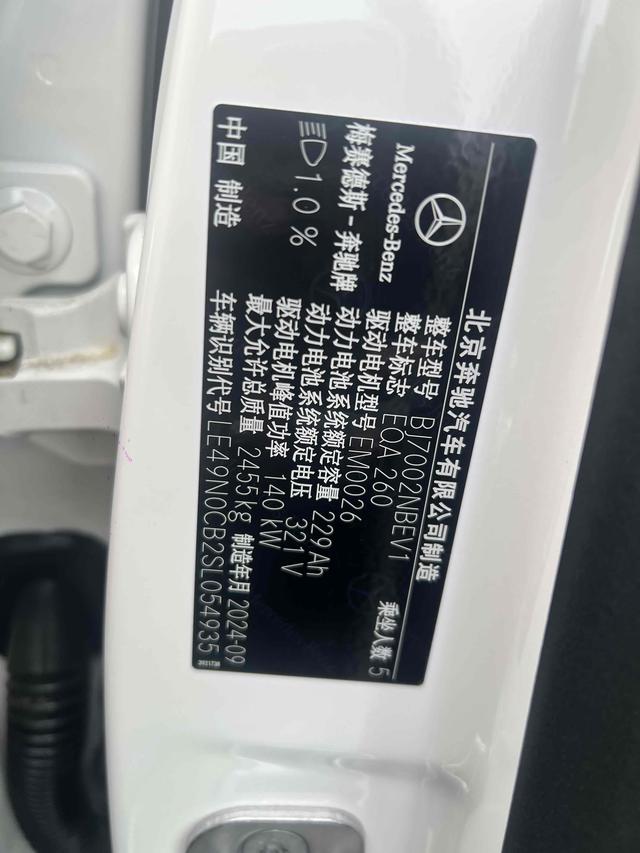 北京奔驰汽车有限公司制造
Mercedes-Benz
梅赛德斯-奔驰牌
1.0 %
中国 制造
整车型号 BJ7002NBEV1
整车标志 EQA 260 乘坐人数 5
驱动电机型号 EM0026
动力电池系统额定容量 229Ah
动力电池系统额定电压 321V
驱动电机峰值功率 140 kW
最大允许总质量 2455kg 制造年月 2024-09
车辆识别代号 LE49N0CB2SL054935